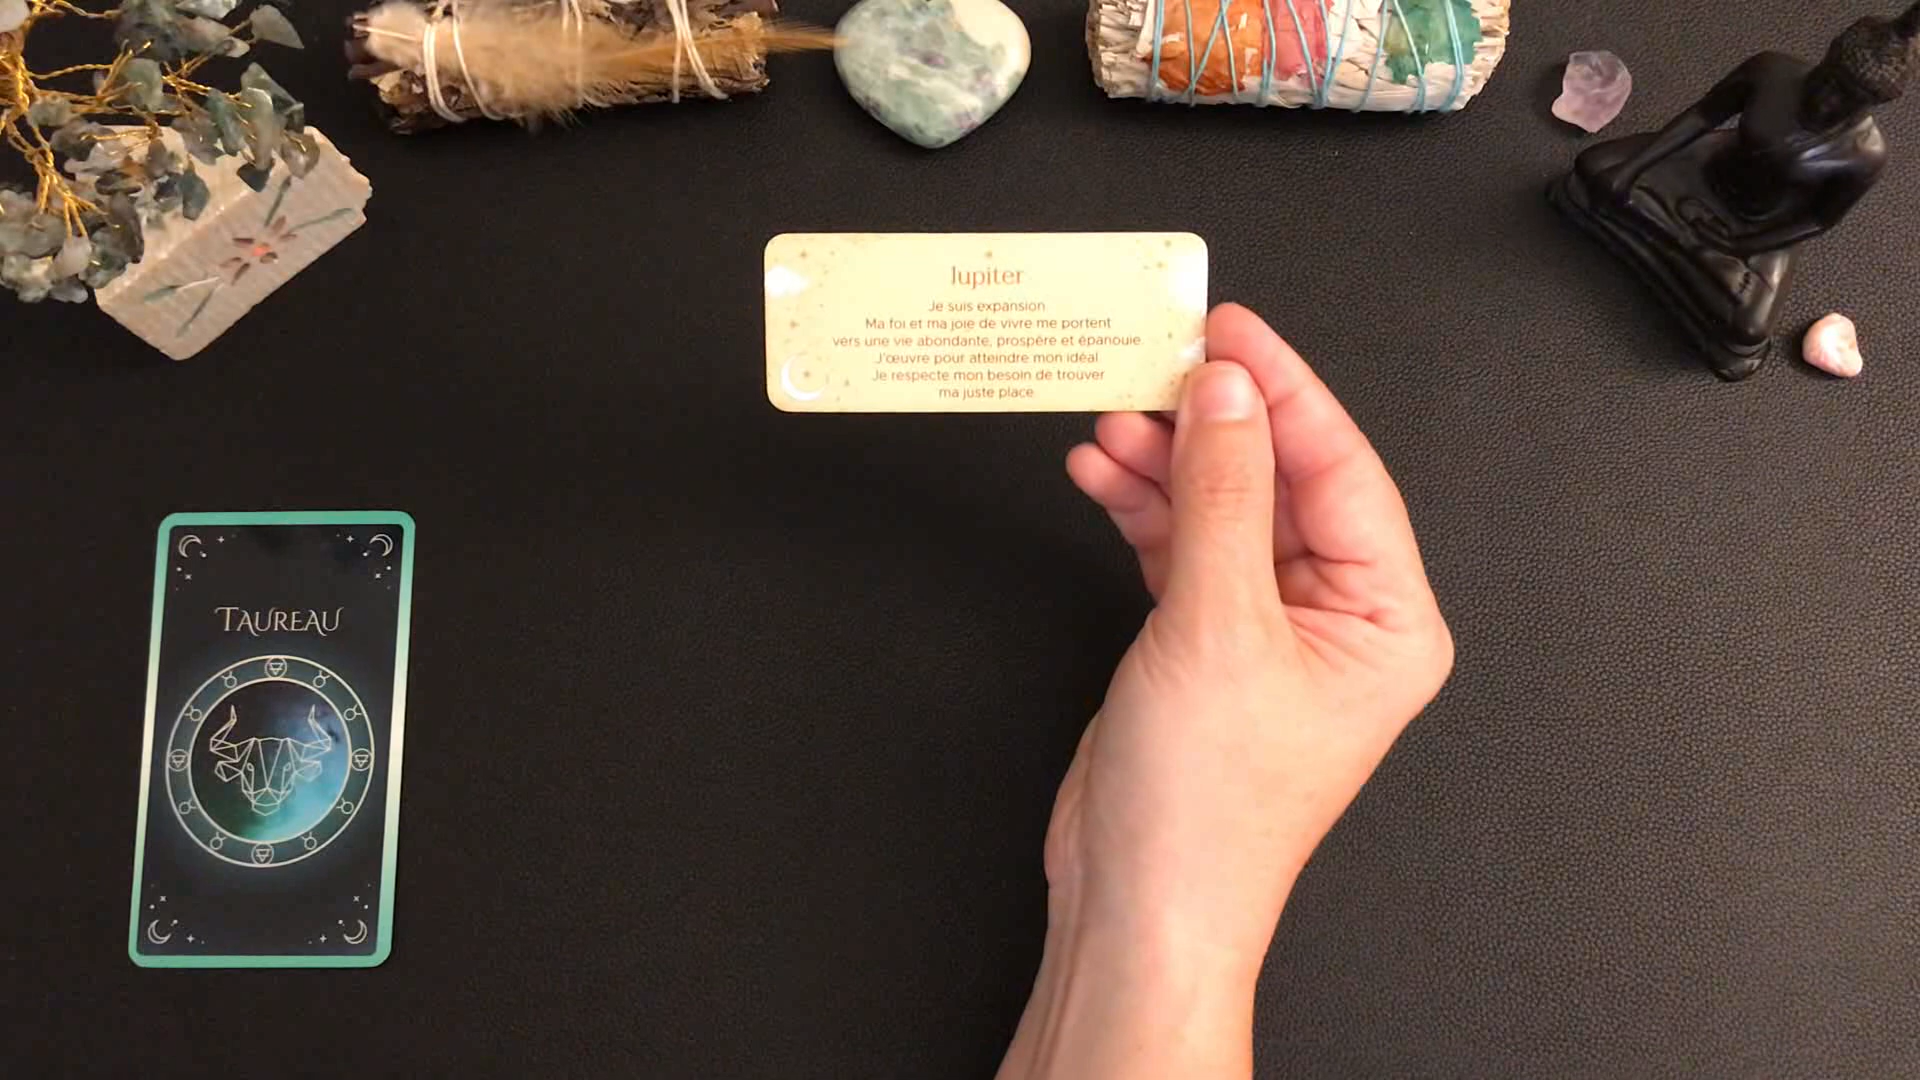 Jupiter
Je suis expansion
Ma foi et ma joie de vivre me portent
vers une vie abondante, prospère et épanouie.
J'œuvre pour atteindre mon idéal
Je respecte mon besoin de trouver
ma juste place
TAUREAU